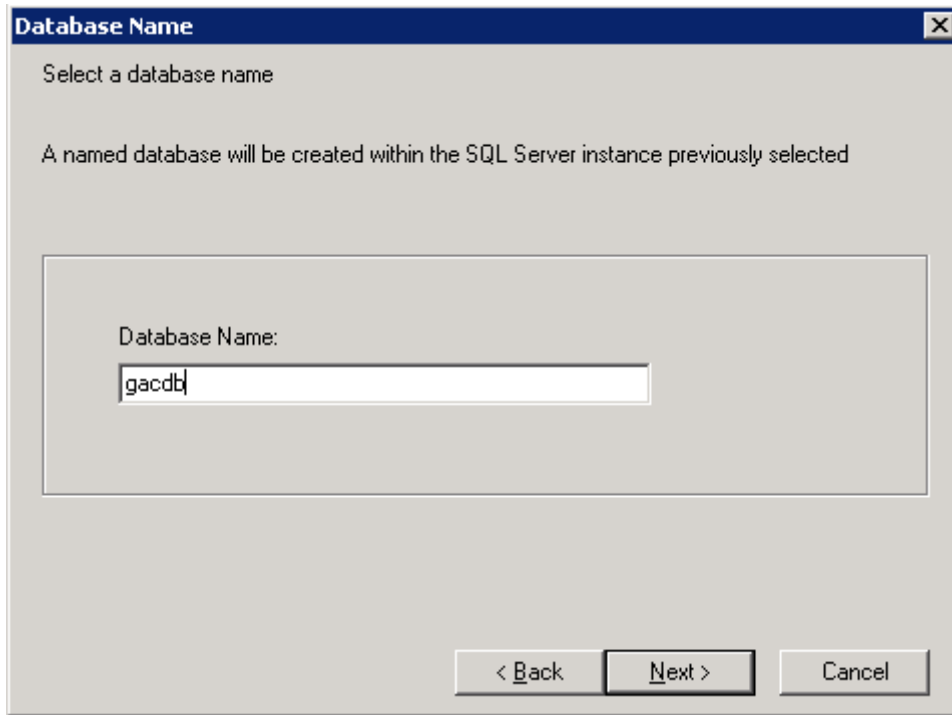 Database Name
Select a database name
A named database will be created within the SQL Server instance previously selected
Database Name:
gacdb
< Back
Next >
Cancel